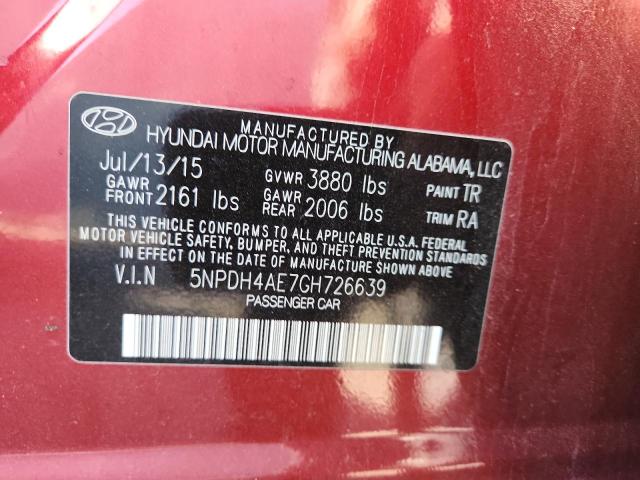 MANUFACTURED BY
HYUNDAI MOTOR MANUFACTURING ALABAMA, LLC
Jul/13/15 GVWR 3880 lbs PAINT TR
GAWR FRONT 2161 lbs GAWR REAR 2006 lbs TRIM RA
THIS VEHICLE CONFORMS TO ALL APPLICABLE U.S.A. FEDERAL
MOTOR VEHICLE SAFETY, BUMPER, AND THEFT PREVENTION STANDARDS
IN EFFECT ON THE DATE OF MANUFACTURE SHOWN ABOVE
V.I.N 5NPDH4AE7GH726639
PASSENGER CAR